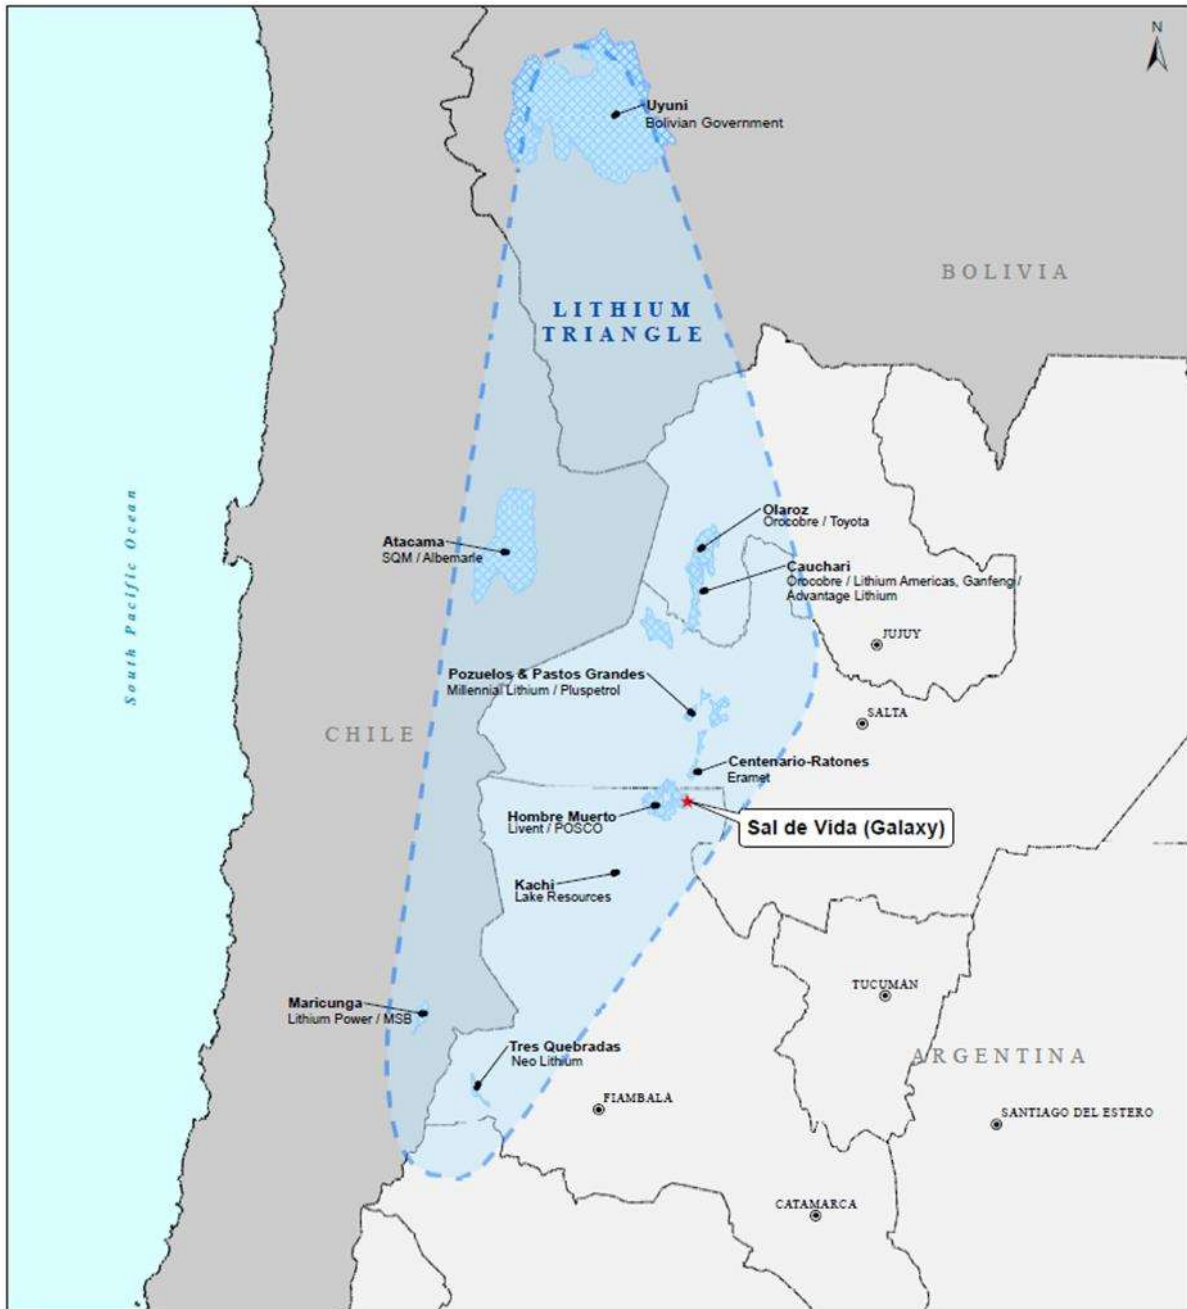 N
Uyuni
Bolivian Government
BOLIVIA
LITHIUM
TRIANGLE
South Pacific Ocean
Olaroz
Orocobre / Toyota
Atacama
SQM / Albemarle
Cauchari
Orocobre / Lithium Americas, Ganfeng /
Advantage Lithium
JUJUY
Pozuelos & Pastos Grandes
Millennial Lithium / Pluspetrol
SALTA
CHILE
Centenario-Ratones
Eramet
Hombre Muerto
Livent / POSCO
Sal de Vida (Galaxy)
Kachi
Lake Resources
TUCUMAN
Maricunga
Lithium Power / MSB
Tres Quebradas
Neo Lithium
ARGENTINA
FIAMBALÁ
SANTIAGO DEL ESTERO
CATAMARCA